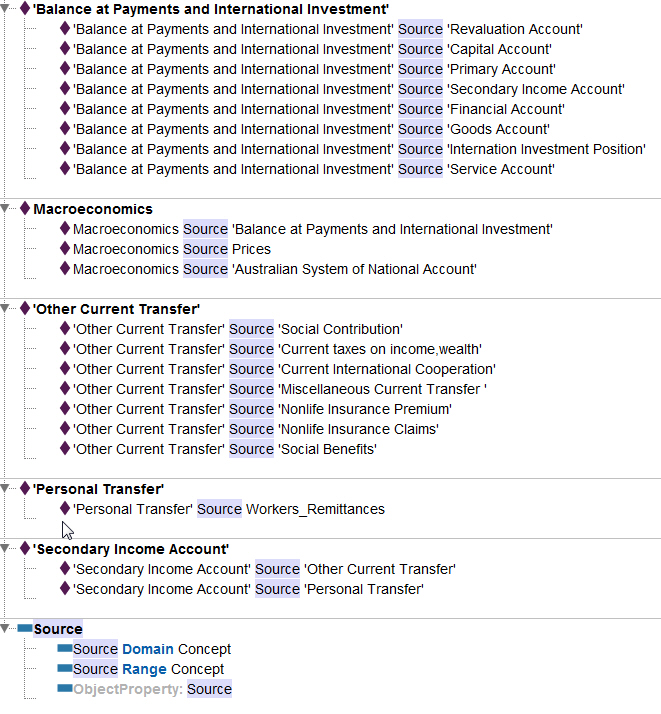 'Balance at Payments and International Investment'
'Balance at Payments and International Investment' Source 'Revaluation Account'
'Balance at Payments and International Investment' Source 'Capital Account'
'Balance at Payments and International Investment' Source 'Primary Account'
'Balance at Payments and International Investment' Source 'Secondary Income Account'
'Balance at Payments and International Investment' Source 'Financial Account'
'Balance at Payments and International Investment' Source 'Goods Account'
'Balance at Payments and International Investment' Source 'Internation Investment Position'
'Balance at Payments and International Investment' Source 'Service Account'
Macroeconomics
Macroeconomics Source 'Balance at Payments and International Investment'
Macroeconomics Source Prices
Macroeconomics Source 'Australian System of National Account'
'Other Current Transfer'
'Other Current Transfer' Source 'Social Contribution'
'Other Current Transfer' Source 'Current taxes on income,wealth'
'Other Current Transfer' Source 'Current International Cooperation'
'Other Current Transfer' Source 'Miscellaneous Current Transfer '
'Other Current Transfer' Source 'Nonlife Insurance Premium'
'Other Current Transfer' Source 'Nonlife Insurance Claims'
'Other Current Transfer' Source 'Social Benefits'
'Personal Transfer'
'Personal Transfer' Source Workers_Remittances
'Secondary Income Account'
'Secondary Income Account' Source 'Other Current Transfer'
'Secondary Income Account' Source 'Personal Transfer'
Source
Source Domain Concept
Source Range Concept
ObjectProperty: Source